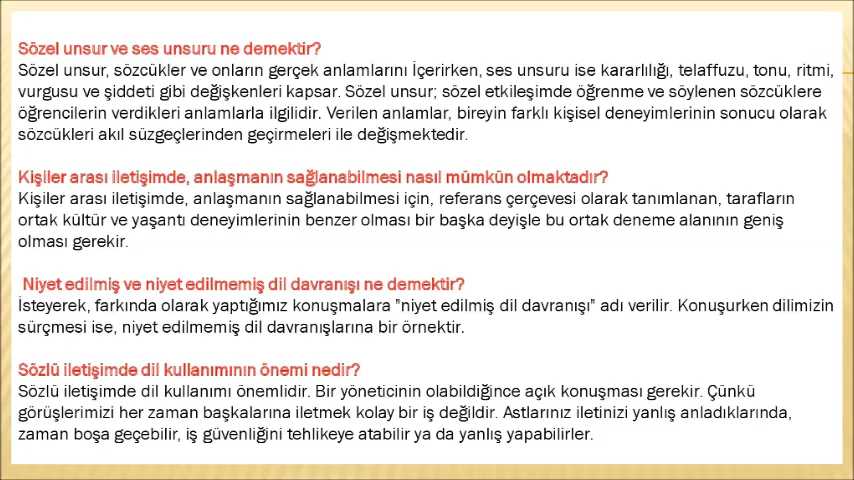 Sözel unsur ve ses unsuru ne demektir?
Sözel unsur, sözcükler ve onların gerçek anlamlarını İçerirken, ses unsuru ise kararlılığı, telaffuzu, tonu, ritmi,
vurgusu ve şiddeti gibi değişkenleri kapsar. Sözel unsur; sözel etkileşimde öğrenme ve söylenen sözcüklere
öğrencilerin verdikleri anlamlarla ilgilidir. Verilen anlamlar, bireyin farklı kişisel deneyimlerinin sonucu olarak
sözcükleri akıl süzgeçlerinden geçirmeleri ile değişmektedir.
Kişiler arası iletişimde, anlaşmanın sağlanabilmesi nasıl mümkün olmaktadır?
Kişiler arası iletişimde, anlaşmanın sağlanabilmesi için, referans çerçevesi olarak tanımlanan, tarafların
ortak kültür ve yaşantı deneyimlerinin benzer olması bir başka deyişle bu ortak deneme alanının geniş
olması gerekir.
Niyet edilmiş ve niyet edilmemiş dil davranışı ne demektir?
İsteyerek, farkında olarak yaptığımız konuşmalara "niyet edilmiş dil davranışı" adı verilir. Konuşurken dilimizin
sürçmesi ise, niyet edilmemiş dil davranışlarına bir örnektir.
Sözlü iletişimde dil kullanımının önemi nedir?
Sözlü iletişimde dil kullanımı önemlidir. Bir yöneticinin olabildiğince açık konuşması gerekir. Çünkü
görüşlerimizi her zaman başkalarına iletmek kolay bir iş değildir. Astlarınız iletinizi yanlış anladıklarında,
zaman boşa geçebilir, iş güvenliğini tehlikeye atabilir ya da yanlış yapabilirler.